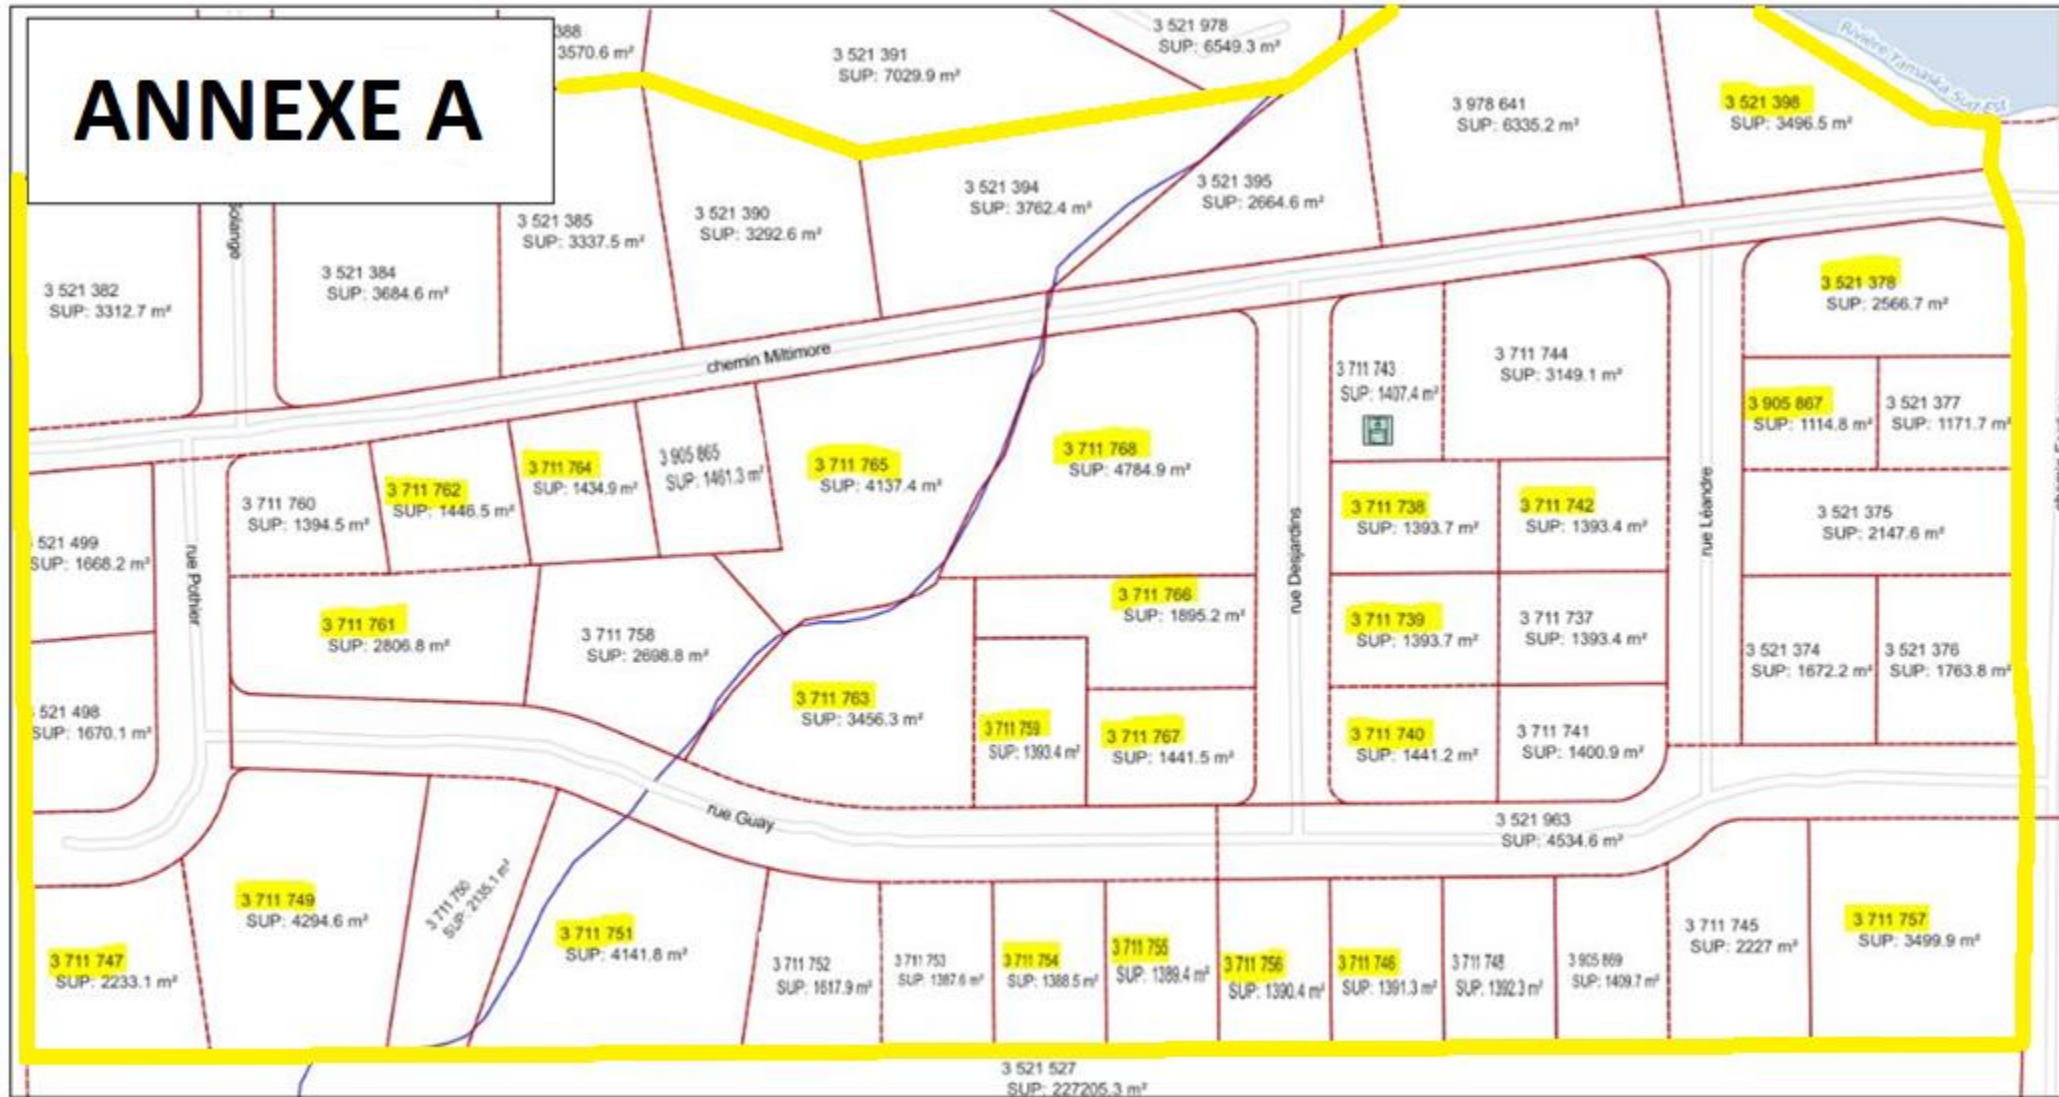 ANNEXE A
388
3570.6 m²
3 521 391
SUP: 7029.9 m²
3 521 978
SUP: 6549.3 m²
Rivière Yamaska Sud-Est
3 978 641
SUP: 6335.2 m²
3 521 398
SUP: 3496.5 m²
3 521 394
SUP: 3762.4 m²
3 521 395
SUP: 2664.6 m²
3 521 385
SUP: 3337.5 m²
3 521 390
SUP: 3292.6 m²
3 521 382
SUP: 3312.7 m²
3 521 384
SUP: 3684.6 m²
3 521 378
SUP: 2566.7 m²
chemin Miltimore
3 711 743
SUP: 1407.4 m²
3 711 744
SUP: 3149.1 m²
3 905 867
SUP: 1114.8 m²
3 521 377
SUP: 1171.7 m²
3 711 760
SUP: 1394.5 m²
3 711 762
SUP: 1446.5 m²
3 711 764
SUP: 1434.9 m²
3 905 865
SUP: 1461.3 m²
3 711 765
SUP: 4137.4 m²
3 711 768
SUP: 4784.9 m²
3 711 738
SUP: 1393.7 m²
3 711 742
SUP: 1393.4 m²
rue Léandre
3 521 375
SUP: 2147.6 m²
521 499
SUP: 1668.2 m²
rue Pothier
rue Desjardins
3 711 761
SUP: 2806.8 m²
3 711 758
SUP: 2698.8 m²
3 711 766
SUP: 1895.2 m²
3 711 739
SUP: 1393.7 m²
3 711 737
SUP: 1393.4 m²
3 521 374
SUP: 1672.2 m²
3 521 376
SUP: 1763.8 m²
521 498
SUP: 1670.1 m²
3 711 763
SUP: 3456.3 m²
3 711 759
SUP: 1393.4 m²
3 711 767
SUP: 1441.5 m²
3 711 740
SUP: 1441.2 m²
3 711 741
SUP: 1400.9 m²
rue Guay
3 521 963
SUP: 4534.6 m²
3 711 749
SUP: 4294.6 m²
3 711 750
SUP: 2135.1 m²
3 711 751
SUP: 4141.8 m²
3 711 747
SUP: 2233.1 m²
3 711 752
SUP: 1617.9 m²
3 711 753
SUP: 1387.6 m²
3 711 754
SUP: 1388.5 m²
3 711 755
SUP: 1389.4 m²
3 711 756
SUP: 1390.4 m²
3 711 746
SUP: 1391.3 m²
3 711 748
SUP: 1392.3 m²
3 905 869
SUP: 1409.7 m²
3 711 745
SUP: 2227 m²
3 711 757
SUP: 3499.9 m²
3 521 527
SUP: 227205.3 m²